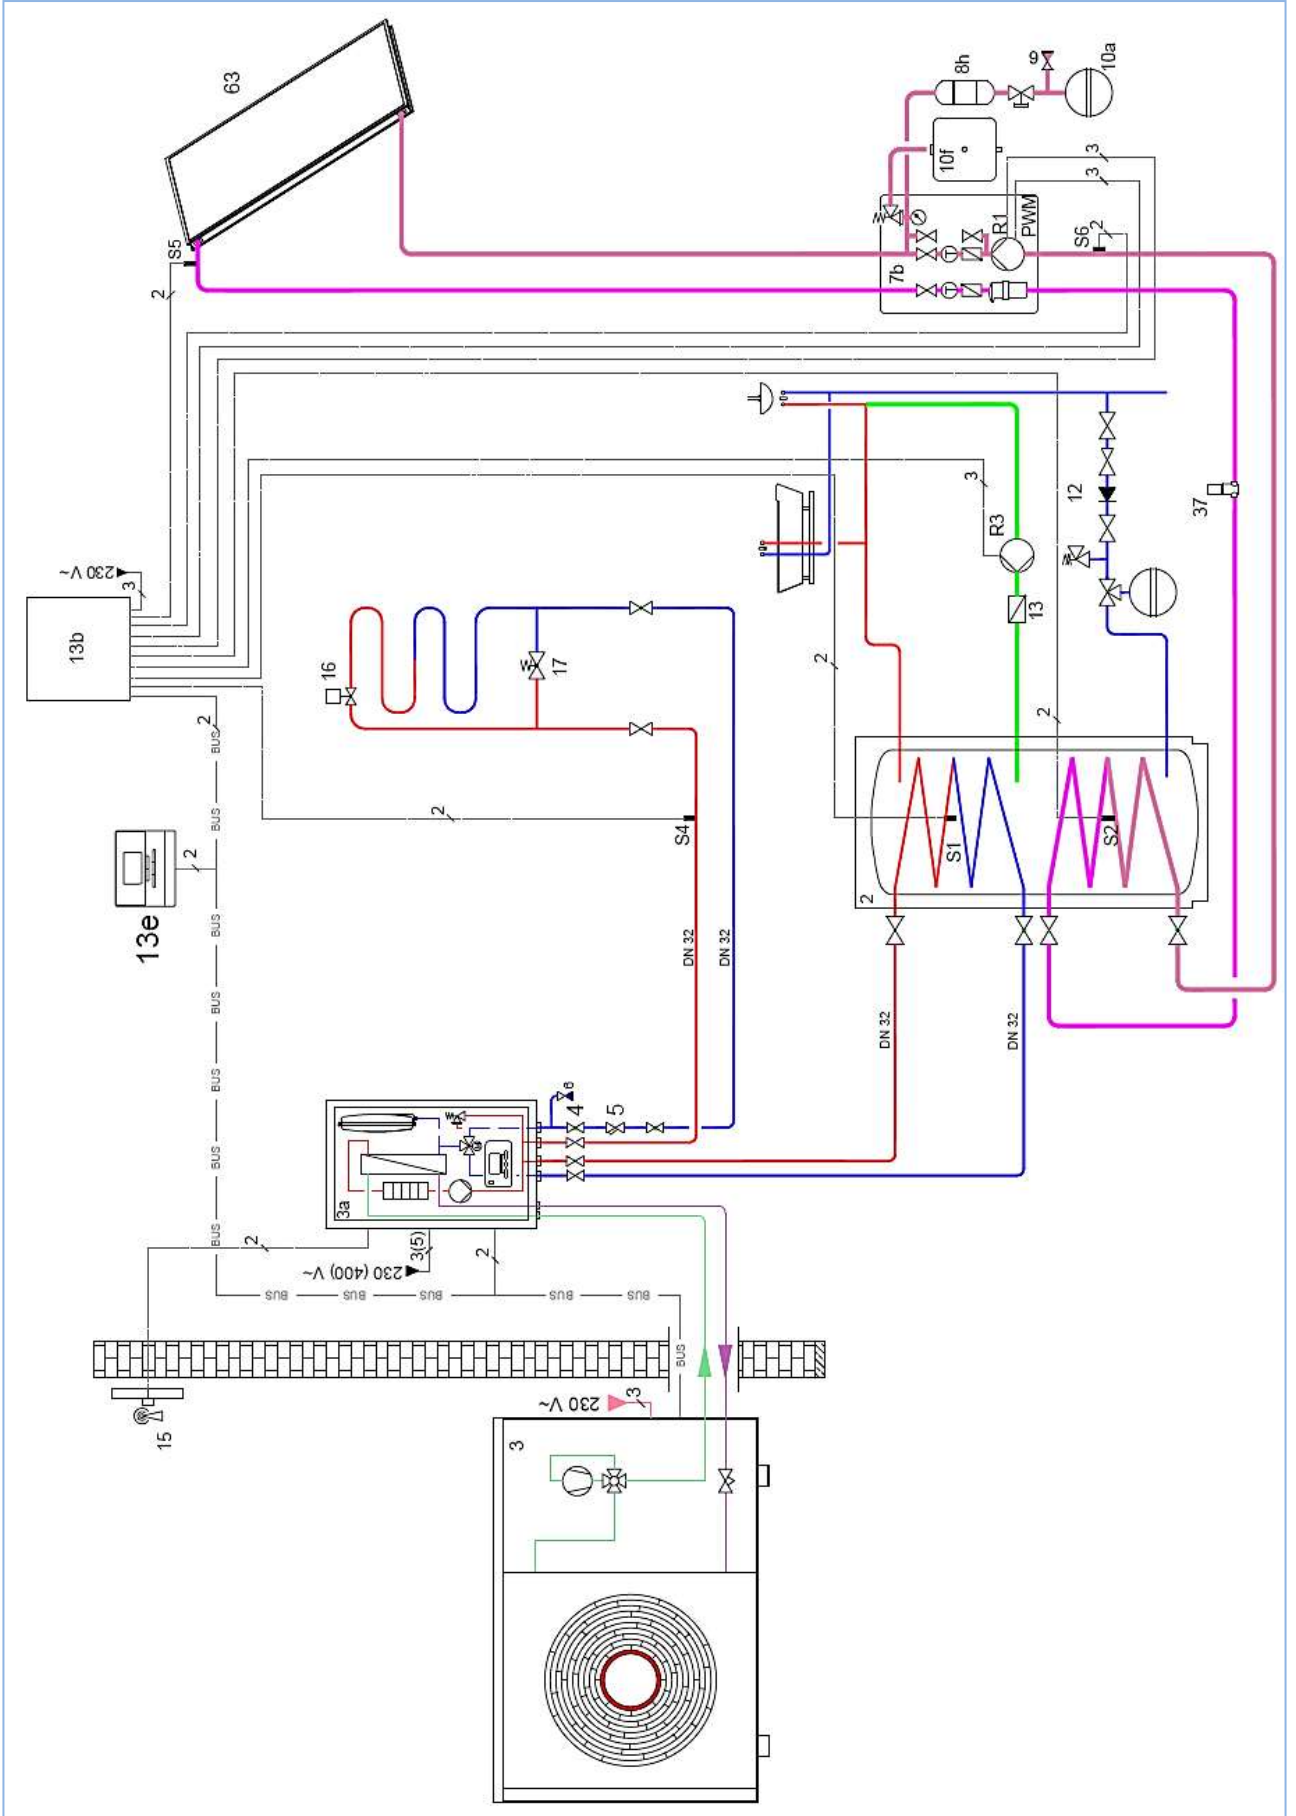 63
S5
2
8h
9
10a
10f
3
3
7b
R1
PWM
S6
2
13b
230 V~
3
2
13e
2
BUS
BUS
BUS
BUS
BUS
BUS
BUS
16
17
2
S4
DN 32
DN 32
3
R3
13
12
37
2
2
2
S1
S2
DN 32
DN 32
3a
6
4
5
2
230 (400) V~
3(5)
2
BUS
BUS
BUS
BUS
BUS
BUS
15
230 V~
3
3